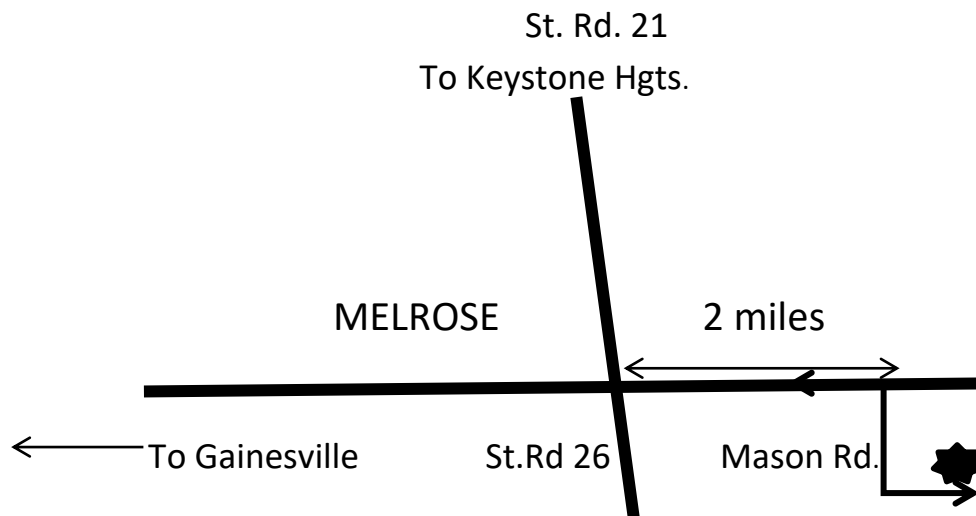 St. Rd. 21
To Keystone Hgts.
MELROSE
2 miles
To Gainesville
St.Rd 26
Mason Rd.